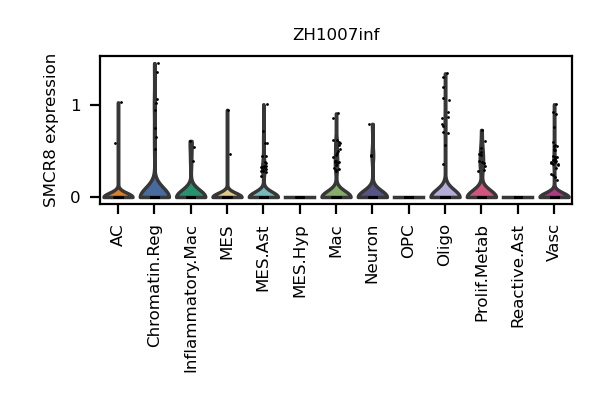 ZH1007inf
SMCR8 expression
1
0
AC
Chromatin.Reg
Inflammatory.Mac
MES
MES.Ast
MES.Hyp
Mac
Neuron
OPC
Oligo
Prolif.Metab
Reactive.Ast
Vasc